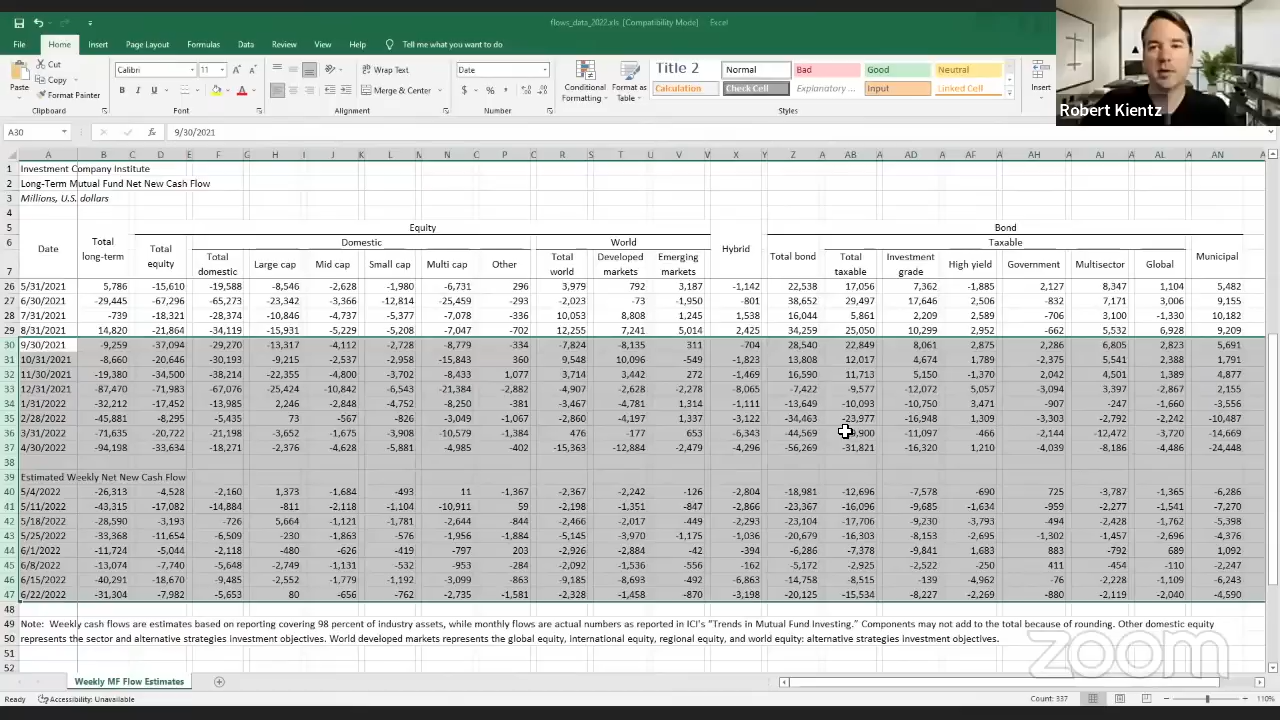 flows_data_2022.xls [Compatibility Mode] - Excel
File Home Insert Page Layout Formulas Data Review View Help Tell me what you want to do
Paste Cut Copy Format Painter Calibri 11 Wrap Text Merge & Center Date Conditional Formatting Format as Table Title 2 Normal Bad Good Neutral Calculation Check Cell Explanatory ... Input Linked Cell Insert
Clipboard Font Alignment Number Styles
Robert Kientz
A30 9/30/2021
A B C D E F G H I J K L M N O P Q R S T U V W X Y Z A AB A AD A AF A AH A AJ A AL A AN A
1 Investment Company Institute
2 Long-Term Mutual Fund Net New Cash Flow
3 Millions, U.S. dollars
4
5 Equity Bond
6 Domestic World Taxable
7 Date Total long-term Total equity Total domestic Large cap Mid cap Small cap Multi cap Other Total world Developed markets Emerging markets Hybrid Total bond Total taxable Investment grade High yield Government Multisector Global Municipal
26 5/31/2021 5,786 -15,610 -19,588 -8,546 -2,628 -1,980 -6,731 296 3,979 792 3,187 -1,142 22,538 17,056 7,362 -1,885 2,127 8,347 1,104 5,482
27 6/30/2021 -29,445 -67,296 -65,273 -23,342 -3,366 -12,814 -25,459 -293 -2,023 -73 -1,950 -801 38,652 29,497 17,646 2,506 -832 7,171 3,006 9,155
28 7/31/2021 -739 -18,321 -28,374 -10,846 -4,737 -5,377 -7,078 -336 10,053 8,808 1,245 1,538 16,044 5,861 2,209 2,589 -713 3,106 -1,330 10,182
29 8/31/2021 14,820 -21,864 -34,119 -15,931 -5,229 -5,208 -7,047 -702 12,255 7,241 5,014 2,425 34,259 25,050 10,299 2,952 -662 5,532 6,928 9,209
30 9/30/2021 -9,259 -37,094 -29,270 -13,317 -4,112 -2,728 -8,779 -334 -7,824 -8,135 311 -704 28,540 22,849 8,061 2,875 2,286 6,805 2,823 5,691
31 10/31/2021 -8,660 -20,646 -30,193 -9,215 -2,537 -2,958 -15,843 360 9,548 10,096 -549 -1,823 13,808 12,017 4,674 1,789 -2,375 5,541 2,388 1,791
32 11/30/2021 -19,380 -34,500 -38,214 -22,355 -4,800 -3,702 -8,433 1,077 3,714 3,442 272 -1,469 16,590 11,713 5,150 -1,370 2,042 4,501 1,389 4,877
33 12/31/2021 -87,470 -71,983 -67,076 -25,424 -10,842 -6,543 -21,384 -2,882 -4,907 -2,628 -2,278 -8,065 -7,422 -9,577 -12,072 5,057 -3,094 3,397 -2,867 2,155
34 1/31/2022 -32,212 -17,452 -13,985 2,246 -2,848 -4,752 -8,250 -381 -3,467 -4,781 1,314 -1,111 -13,649 -10,093 -10,750 3,471 -907 -247 -1,660 -3,556
35 2/28/2022 -45,881 -8,295 -5,435 73 -567 -826 -3,049 -1,067 -2,860 -4,197 1,337 -3,122 -34,463 -23,977 -16,948 1,309 -3,303 -2,792 -2,242 -10,487
36 3/31/2022 -71,635 -20,722 -21,198 -3,652 -1,675 -3,908 -10,579 -1,384 476 -177 653 -6,343 -44,569 9,900 -11,097 -466 -2,144 -12,472 -3,720 -14,669
37 4/30/2022 -94,198 -33,634 -18,271 -2,376 -4,628 -5,881 -4,985 -402 -15,363 -12,884 -2,479 -4,296 -56,269 -31,821 -16,320 1,210 -4,039 -8,186 -4,486 -24,448
38
39 Estimated Weekly Net New Cash Flow
40 5/4/2022 -26,313 -4,528 -2,160 1,373 -1,684 -493 11 -1,367 -2,367 -2,242 -126 -2,804 -18,981 -12,696 -7,578 -690 725 -3,787 -1,365 -6,286
41 5/11/2022 -43,315 -17,082 -14,884 -811 -2,118 -1,104 -10,911 59 -2,198 -1,351 -847 -2,866 -23,367 -16,096 -9,685 -1,634 -959 -2,277 -1,541 -7,270
42 5/18/2022 -28,590 -3,193 -726 5,664 -1,121 -1,781 -2,644 -844 -2,466 -2,017 -449 -2,293 -23,104 -17,706 -9,230 -3,793 -494 -2,428 -1,762 -5,398
43 5/25/2022 -33,368 -11,654 -6,509 -230 -1,863 -576 -1,956 -1,884 -5,145 -3,970 -1,175 -1,036 -20,679 -16,303 -8,153 -2,695 -1,302 -1,457 -2,696 -4,376
44 6/1/2022 -11,724 -5,044 -2,118 -480 -626 -419 -797 203 -2,926 -2,884 -42 -394 -6,286 -7,378 -9,841 1,683 883 -792 689 1,092
45 6/8/2022 -13,074 -7,740 -5,648 -2,749 -1,131 -532 -953 -284 -2,092 -1,536 -556 -162 -5,172 -2,925 -2,522 -250 411 -454 -110 -2,247
46 6/15/2022 -40,291 -18,670 -9,485 -2,552 -1,779 -1,192 -3,099 -863 -9,185 -8,693 -492 -6,863 -14,758 -8,515 -139 -4,962 -76 -2,228 -1,109 -6,243
47 6/22/2022 -31,304 -7,982 -5,653 80 -656 -762 -2,735 -1,581 -2,328 -1,458 -870 -3,198 -20,125 -15,534 -8,227 -2,269 -880 -2,119 -2,040 -4,590
48
49 Note: Weekly cash flows are estimates based on reporting covering 98 percent of industry assets, while monthly flows are actual numbers as reported in ICI's "Trends in Mutual Fund Investing." Components may not add to the total because of rounding. Other domestic equity
50 represents the sector and alternative strategies investment objectives. World developed markets represents the global equity, international equity, regional equity, and world equity: alternative strategies investment objectives.
51
52
zoom
Weekly MF Flow Estimates
Ready Accessibility: Unavailable Count: 337 110%